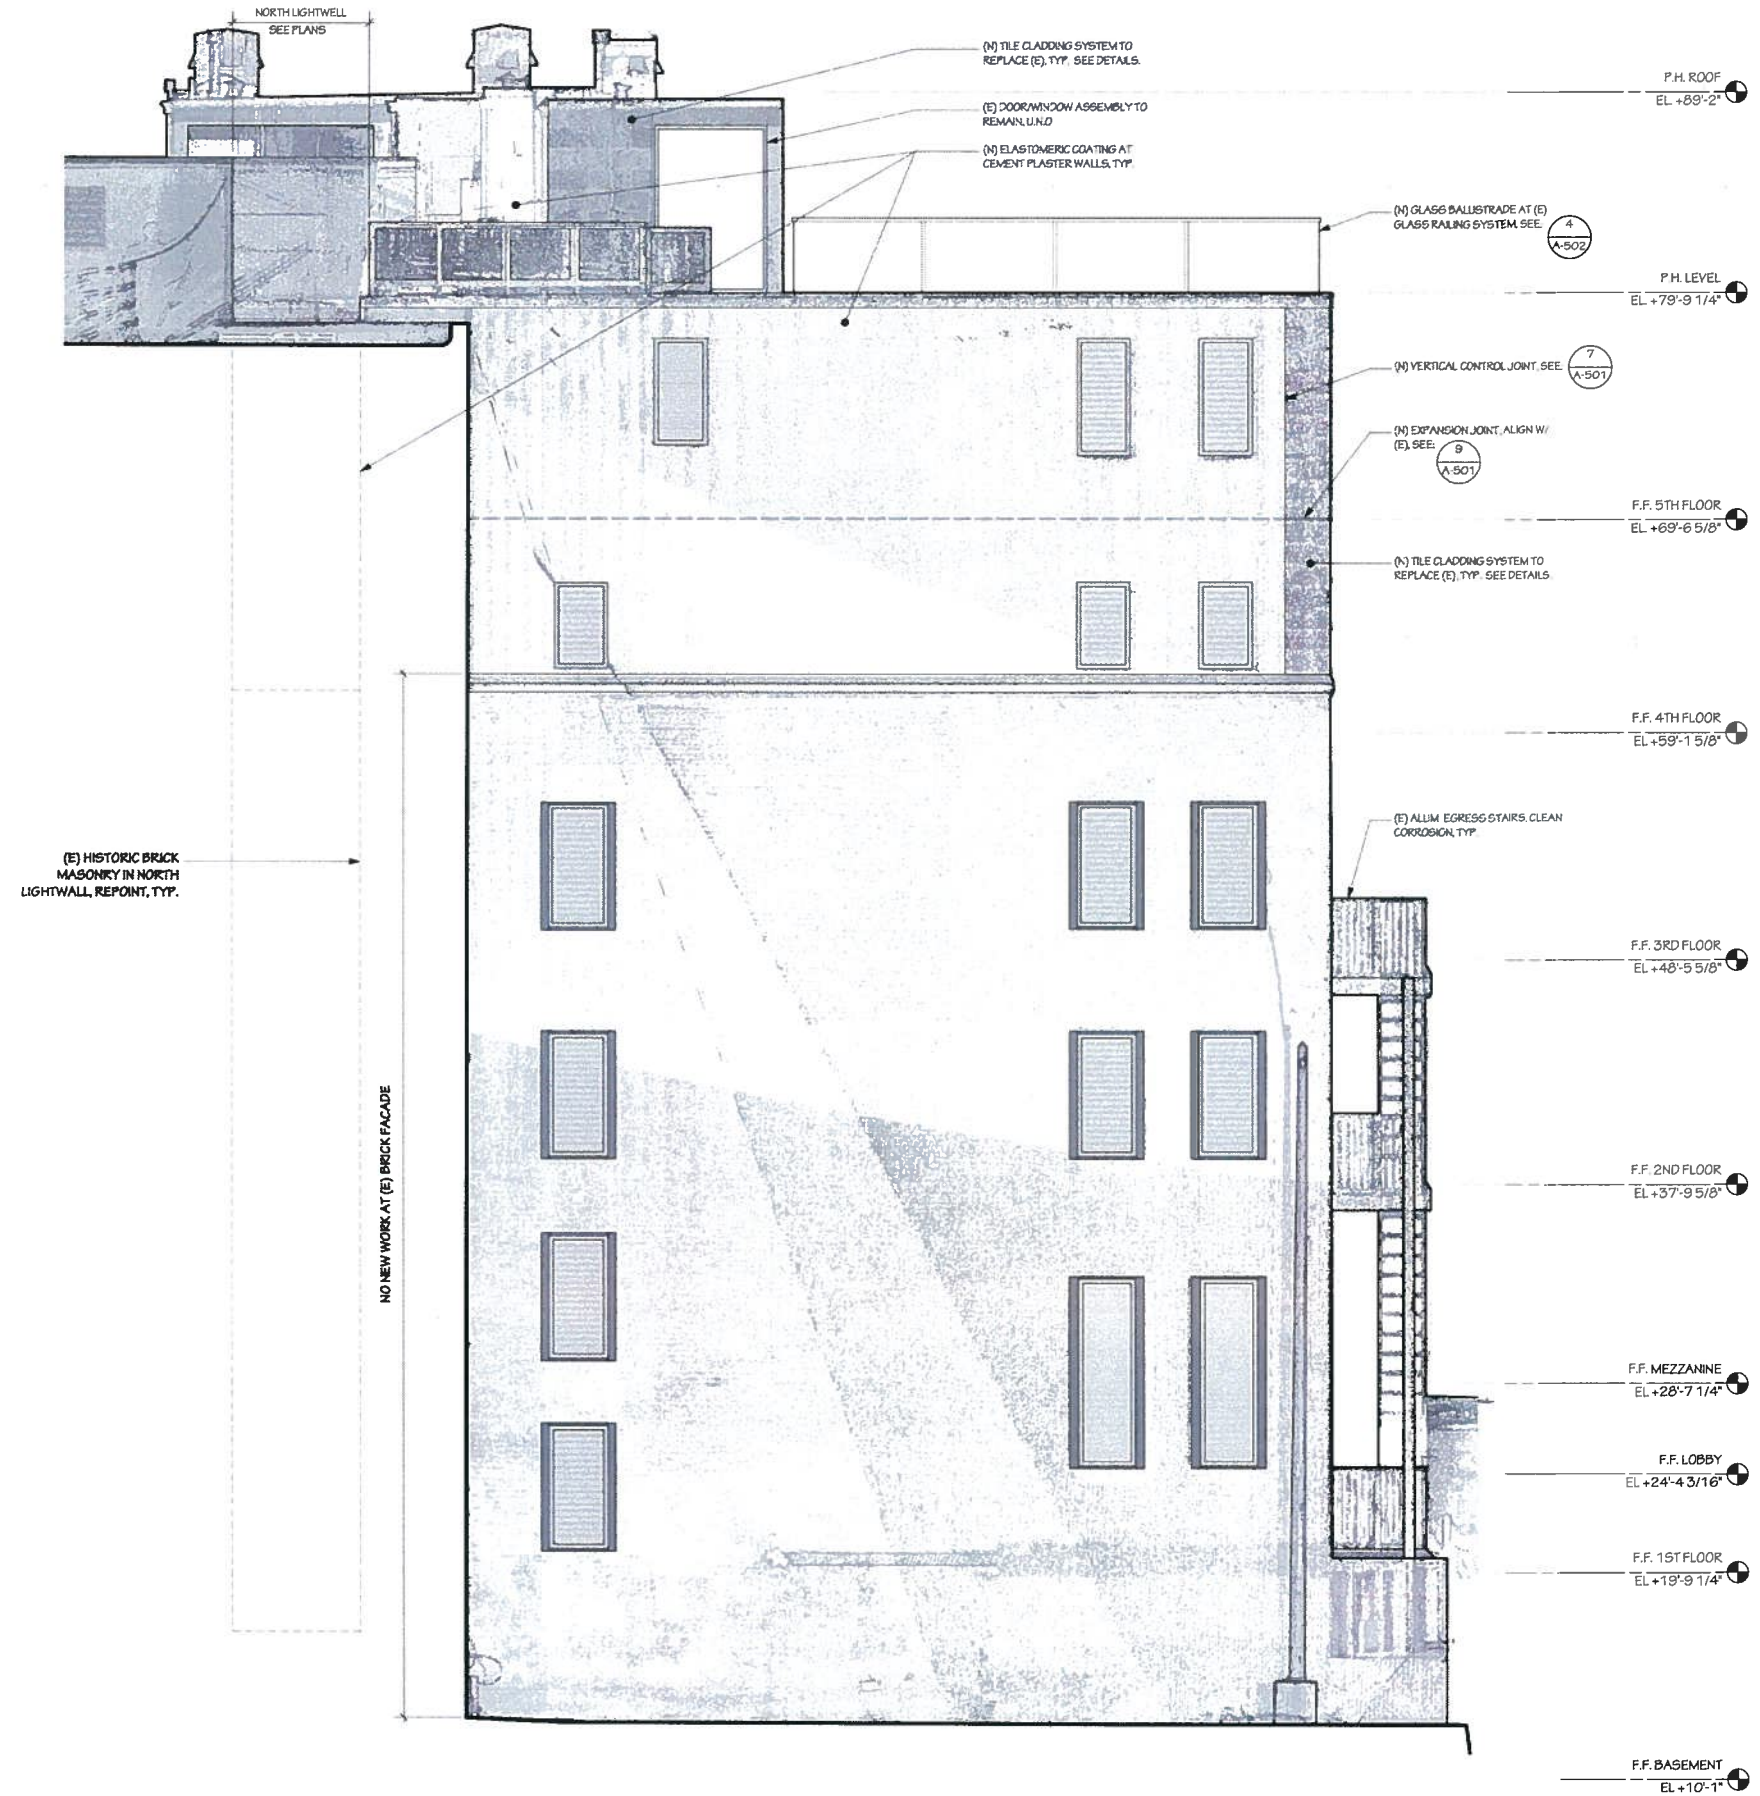 NORTH LIGHTWELL
SEE PLANS
(N) TILE CLADDING SYSTEM TO
REPLACE (E), TYP. SEE DETAILS.
(E) DOOR/WINDOW ASSEMBLY TO
REMAIN, U.N.O
(N) ELASTOMERIC COATING AT
CEMENT PLASTER WALLS, TYP.
P.H. ROOF
EL +89'-2"
(N) GLASS BALUSTRADE AT (E)
GLASS RAILING SYSTEM, SEE
4
A-502
P.H. LEVEL
EL +79'-9 1/4"
(N) VERTICAL CONTROL JOINT, SEE
7
A-501
(N) EXPANSION JOINT, ALIGN W/
(E), SEE:
9
A-501
F.F. 5TH FLOOR
EL +69'-6 5/8"
(N) TILE CLADDING SYSTEM TO
REPLACE (E), TYP. SEE DETAILS.
F.F. 4TH FLOOR
EL +59'-1 5/8"
(E) ALUM. EGRESS STAIRS, CLEAN
CORROSION, TYP.
(E) HISTORIC BRICK
MASONRY IN NORTH
LIGHTWALL, REPOINT, TYP.
F.F. 3RD FLOOR
EL +48'-5 5/8"
NO NEW WORK AT (E) BRICK FACADE
F.F. 2ND FLOOR
EL +37'-9 5/8"
F.F. MEZZANINE
EL +28'-7 1/4"
F.F. LOBBY
EL +24'-4 3/16"
F.F. 1ST FLOOR
EL +19'-9 1/4"
F.F. BASEMENT
EL +10'-1"